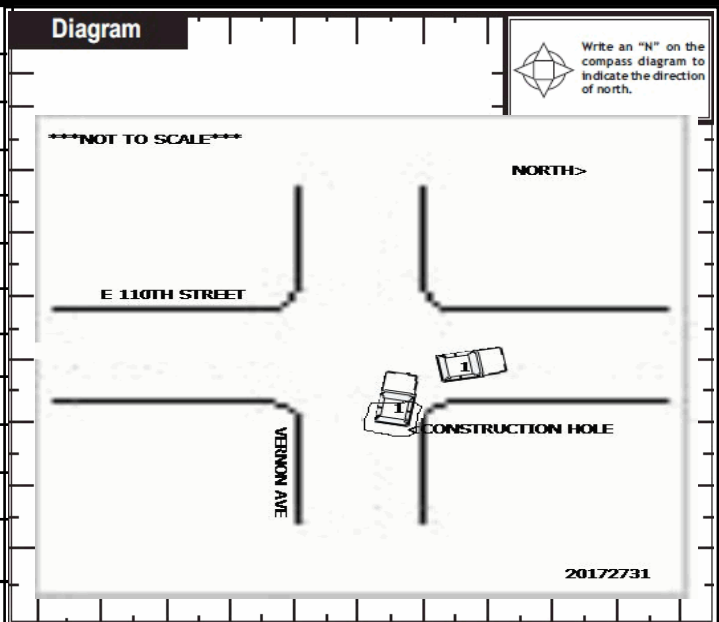 Diagram
Write an “N” on the
compass diagram to
indicate the direction
of north.
***NOT TO SCALE***
NORTH>
E 110TH STREET
1
1
<CONSTRUCTION HOLE
VERNON AVE
20172731